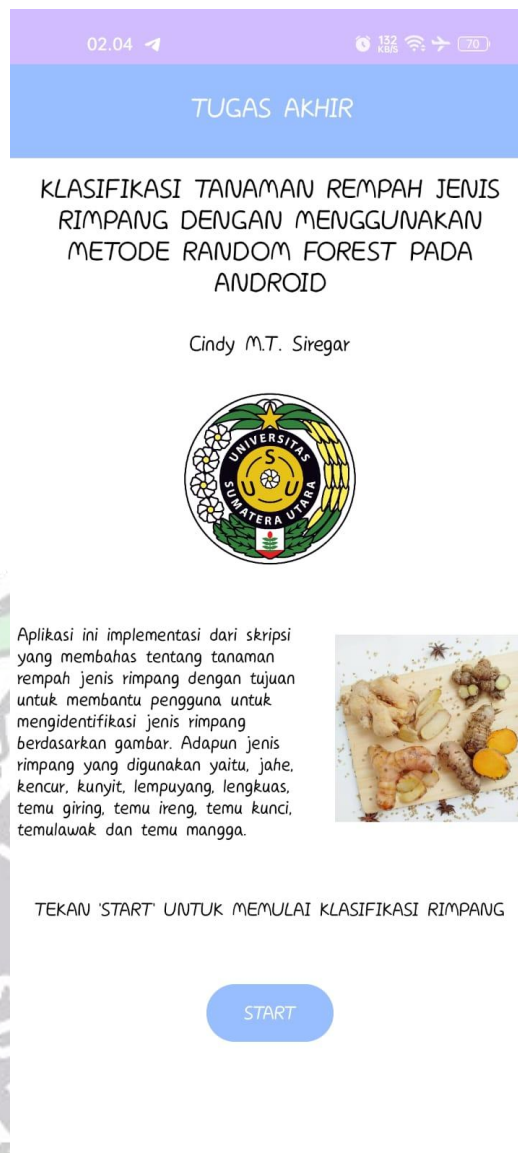 02.04
132
KB/S
70
TUGAS AKHIR
KLASIFIKASI TANAMAN REMPAH JENIS
RIMPANG DENGAN MENGGUNAKAN
METODE RANDOM FOREST PADA
ANDROID
Cindy M.T. Siregar
UNIVERSITAS
S
U U
SUMATERA UTARA
Aplikasi ini implementasi dari skripsi
yang membahas tentang tanaman
rempah jenis rimpang dengan tujuan
untuk membantu pengguna untuk
mengidentifikasi jenis rimpang
berdasarkan gambar. Adapun jenis
rimpang yang digunakan yaitu, jahe,
kencur, kunyit, lempuyang, lengkuas,
temu giring, temu ireng, temu kunci,
temulawak dan temu mangga.
TEKAN 'START' UNTUK MEMULAI KLASIFIKASI RIMPANG
START